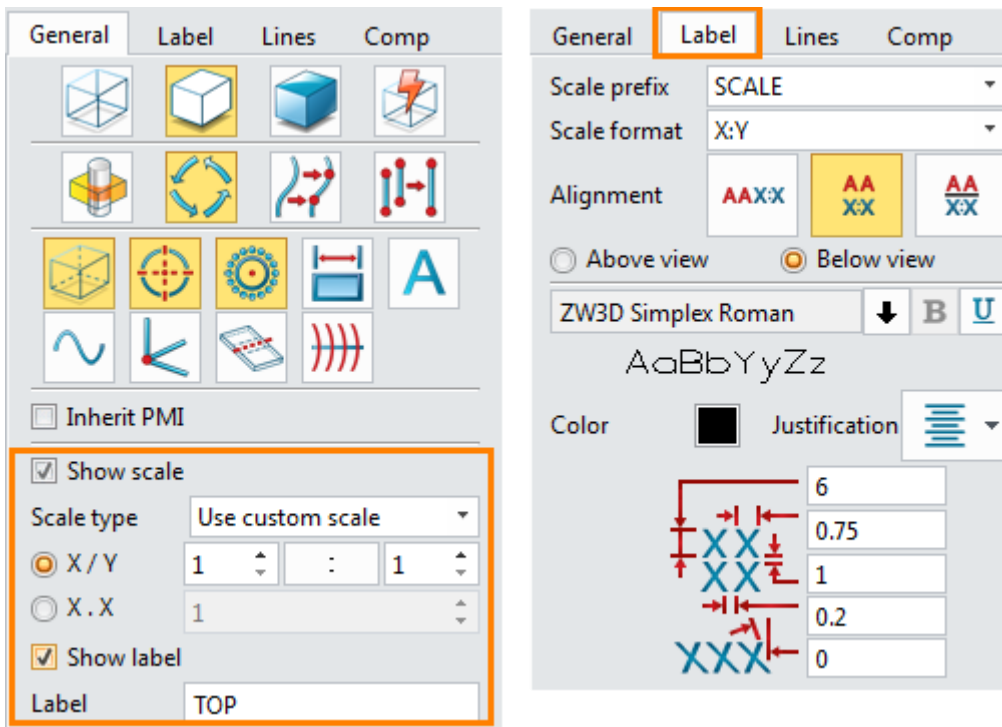 General Label Lines Comp
A
Inherit PMI
Show scale
Scale type Use custom scale
X / Y 1 : 1
X . X 1
Show label
Label TOP
General Label Lines Comp
Scale prefix SCALE
Scale format X:Y
Alignment AAX:X AA X:X AA X:X
Above view Below view
ZW3D Simplex Roman B U
AaBbYyZz
Color Justification
6
XX 0.75
XX 1
0.2
XXX 0